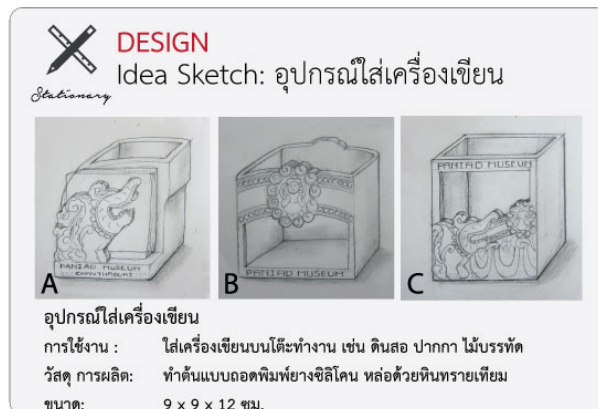 DESIGN
Idea Sketch: อุปกรณ์ใส่เครื่องเขียน
Stationary
PANIAD MUSEUM
CHANTHABURI
A
PANIAD MUSEUM
B
PANIAD MUSEUM
C
อุปกรณ์ใส่เครื่องเขียน
การใช้งาน : ใส่เครื่องเขียนบนโต๊ะทำงาน เช่น ดินสอ ปากกา ไม้บรรทัด
วัสดุ การผลิต: ทำต้นแบบถอดพิมพ์ยางซิลิโคน หล่อด้วยหินทรายเทียม
ขนาด: 9 x 9 x 12 ซม.